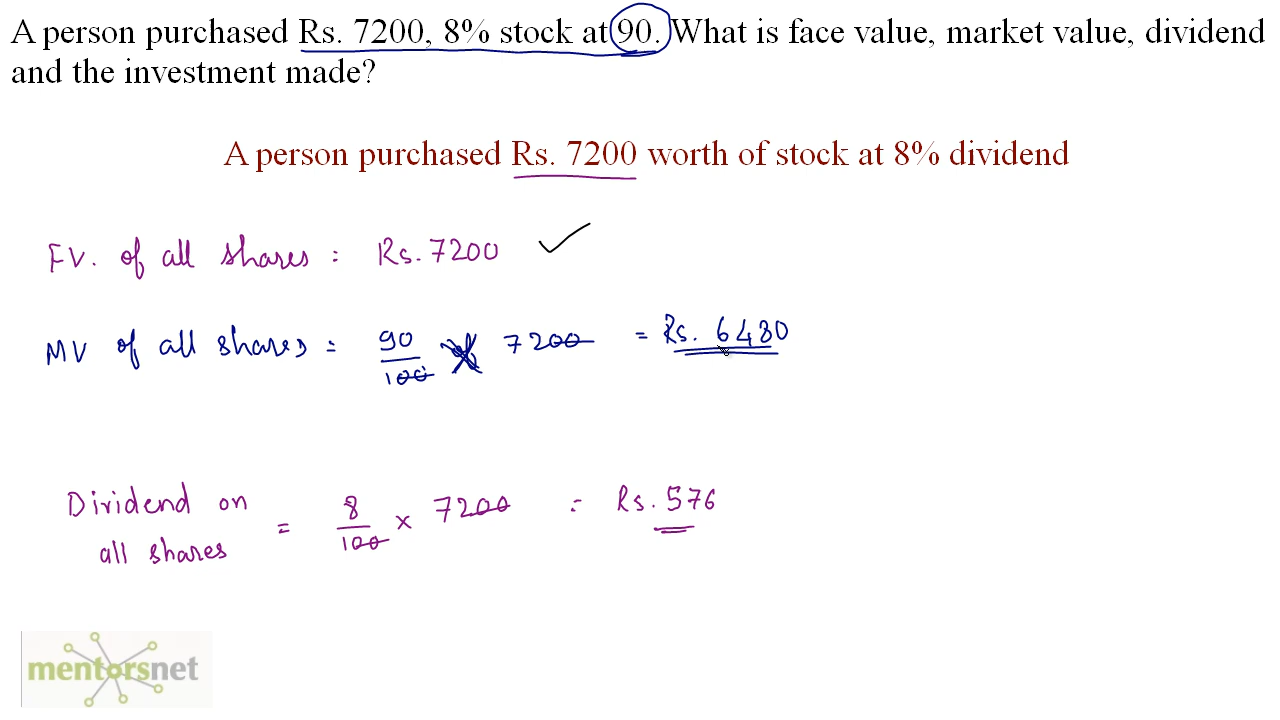 A person purchased Rs. 7200, 8% stock at 90. What is face value, market value, dividend
and the investment made?
A person purchased Rs. 7200 worth of stock at 8% dividend
FV. of all shares : Rs. 7200 ✓
MV of all shares = 90/100 × 7200 = Rs. 6480
Dividend on
all shares = 8/100 × 7200 = Rs. 576
mentorsnet